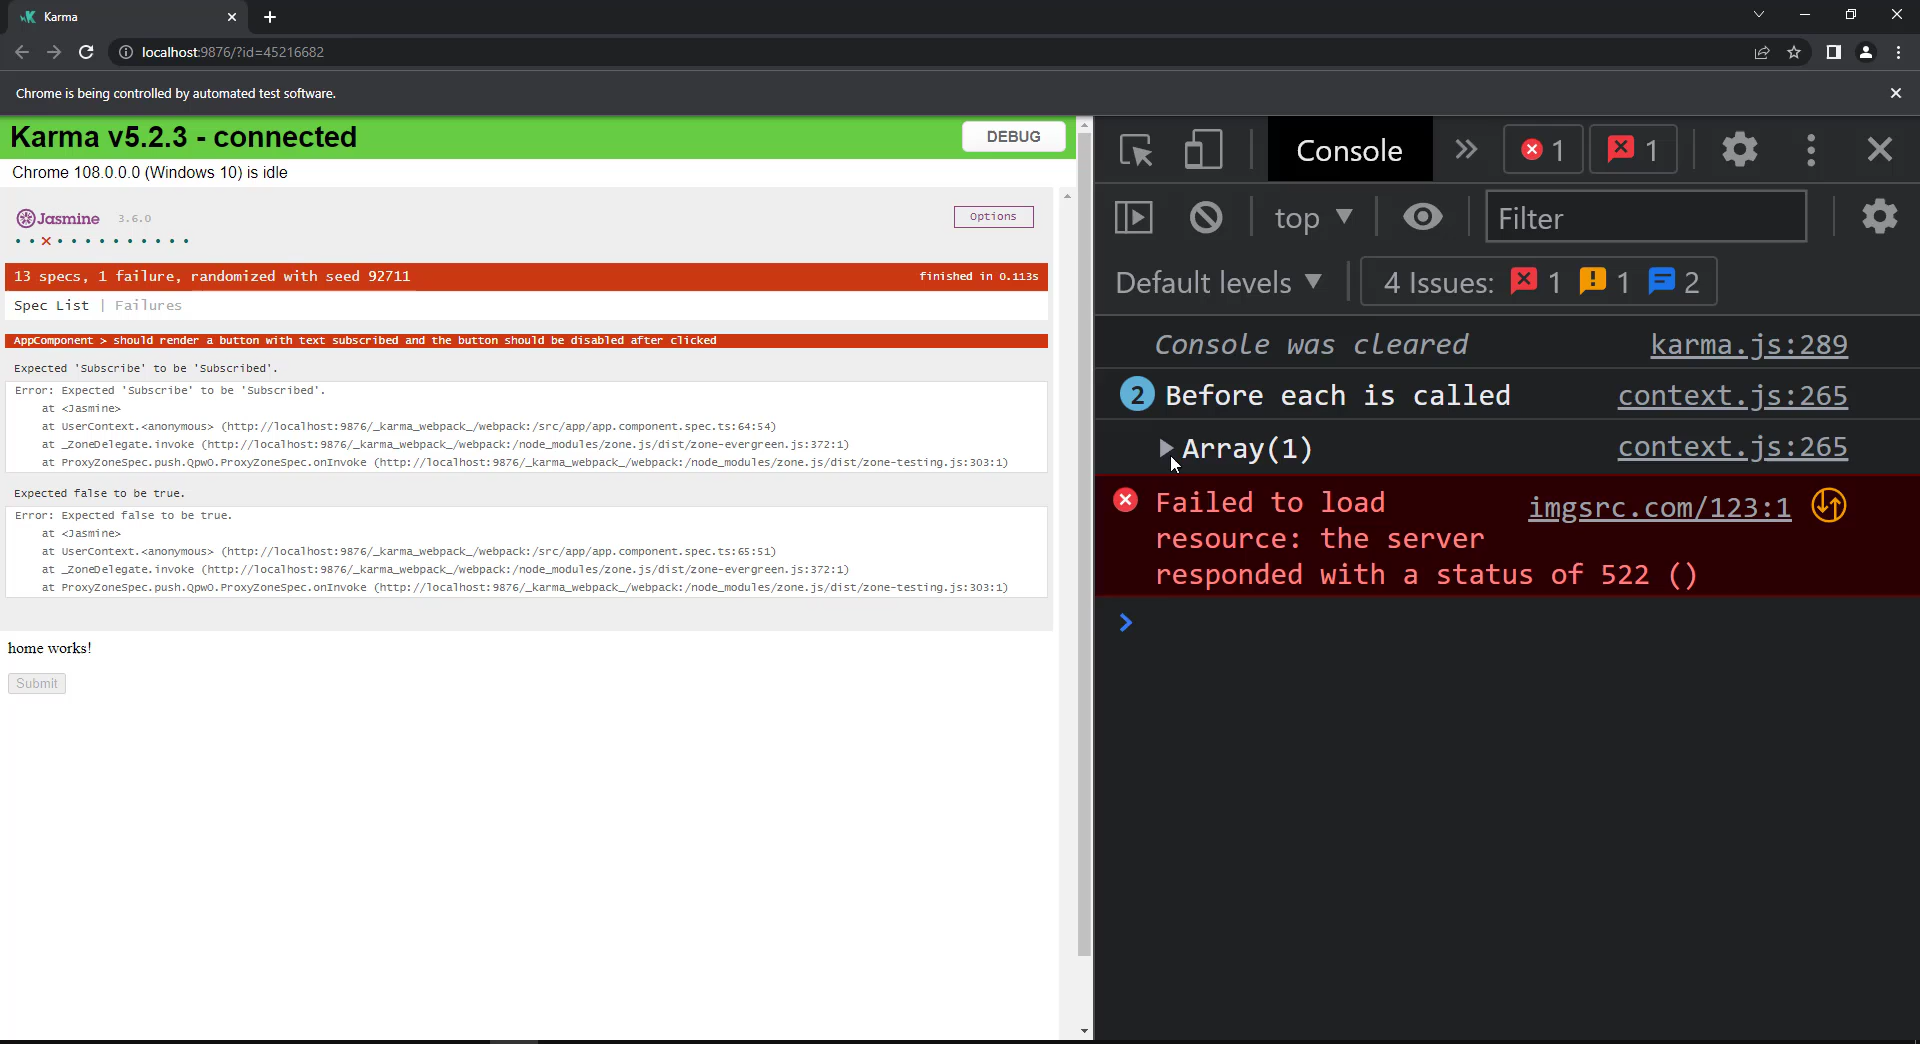 Karma
localhost:9876/?id=45216682
Chrome is being controlled by automated test software.
Karma v5.2.3 - connected
DEBUG
Chrome 108.0.0.0 (Windows 10) is idle
Jasmine 3.6.0
Options
13 specs, 1 failure, randomized with seed 92711
finished in 0.113s
Spec List | Failures
AppComponent > should render a button with text subscribed and the button should be disabled after clicked
Expected 'Subscribe' to be 'Subscribed'.
Error: Expected 'Subscribe' to be 'Subscribed'.
at <Jasmine>
at UserContext.<anonymous> (http://localhost:9876/_karma_webpack_/webpack:/src/app/app.component.spec.ts:64:54)
at _ZoneDelegate.invoke (http://localhost:9876/_karma_webpack_/webpack:/node_modules/zone.js/dist/zone-evergreen.js:372:1)
at ProxyZoneSpec.push.QpwO.ProxyZoneSpec.onInvoke (http://localhost:9876/_karma_webpack_/webpack:/node_modules/zone.js/dist/zone-testing.js:303:1)
Expected false to be true.
Error: Expected false to be true.
at <Jasmine>
at UserContext.<anonymous> (http://localhost:9876/_karma_webpack_/webpack:/src/app/app.component.spec.ts:65:51)
at _ZoneDelegate.invoke (http://localhost:9876/_karma_webpack_/webpack:/node_modules/zone.js/dist/zone-evergreen.js:372:1)
at ProxyZoneSpec.push.QpwO.ProxyZoneSpec.onInvoke (http://localhost:9876/_karma_webpack_/webpack:/node_modules/zone.js/dist/zone-testing.js:303:1)
home works!
Submit
Console
1
1
top
Filter
Default levels
4 Issues: 1 1 2
Console was cleared karma.js:289
2 Before each is called context.js:265
Array(1) context.js:265
Failed to load imgsrc.com/123:1
resource: the server
responded with a status of 522 ()